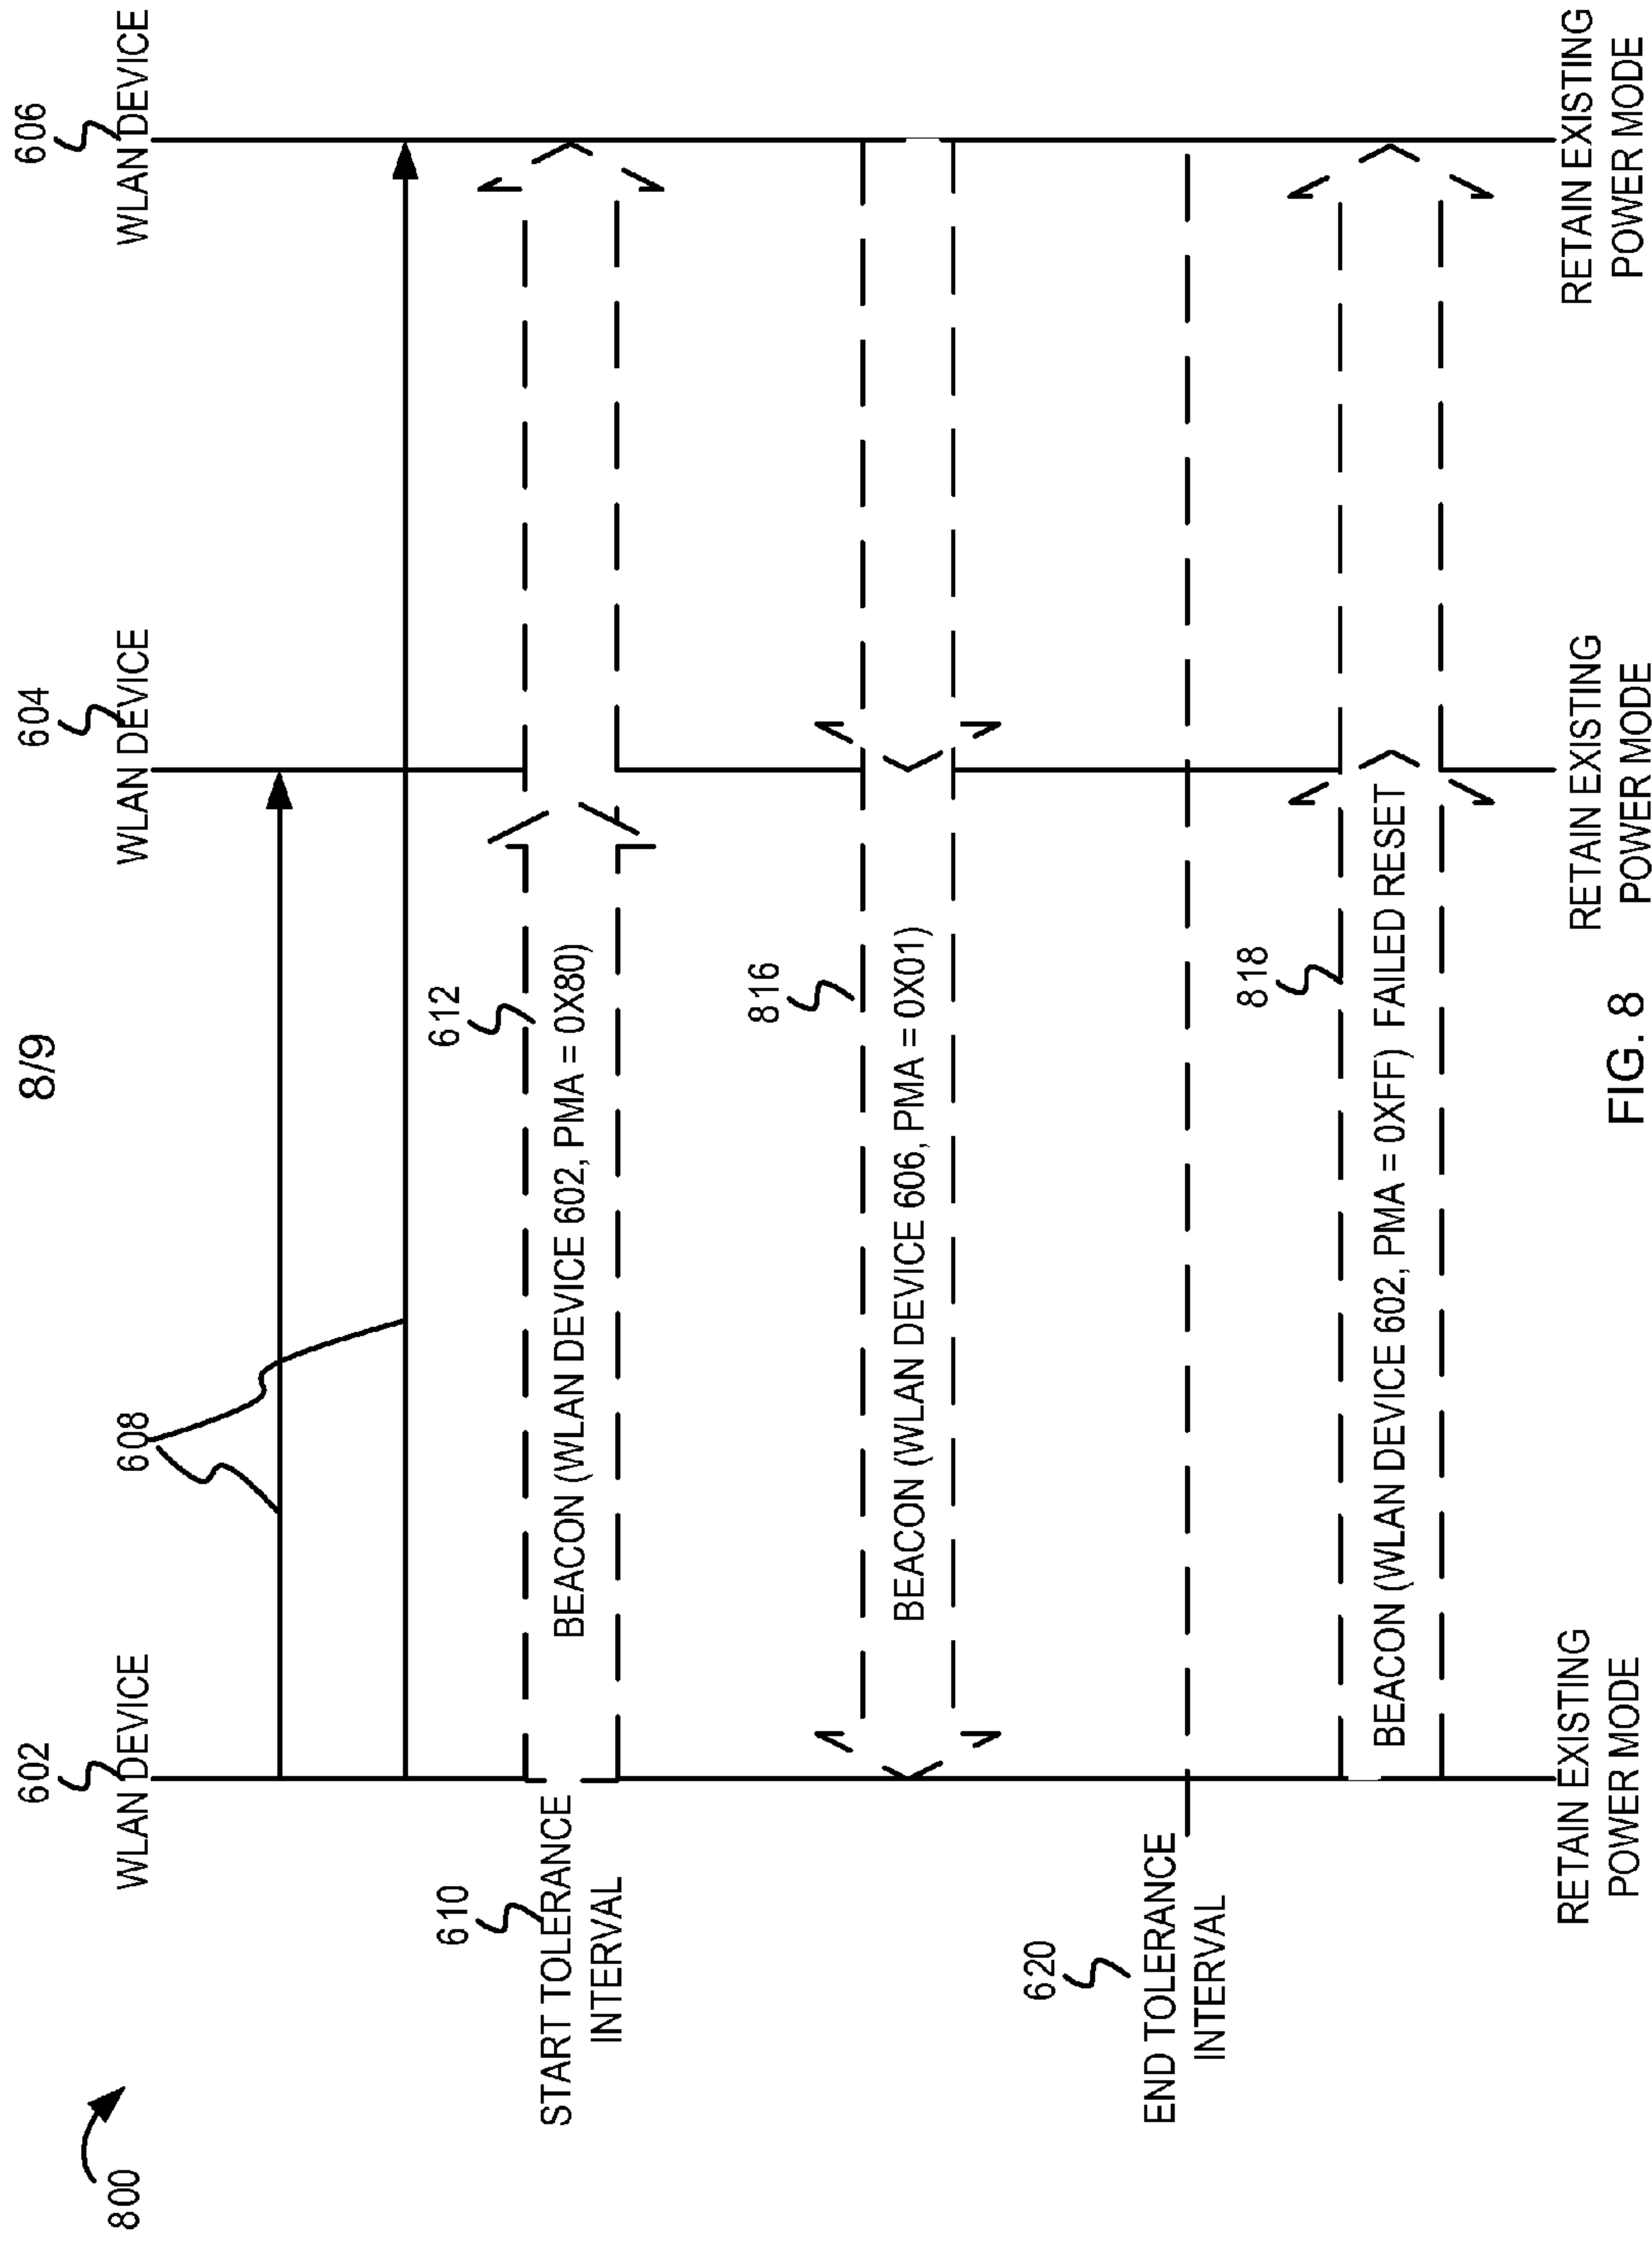 8/9
800
602
WLAN DEVICE
604
WLAN DEVICE
606
WLAN DEVICE
608
610
START TOLERANCE
INTERVAL
612
BEACON (WLAN DEVICE 602, PMA = 0X80)
816
BEACON (WLAN DEVICE 606, PMA = 0X01)
620
END TOLERANCE
INTERVAL
818
BEACON (WLAN DEVICE 602, PMA = 0XFF) FAILED RESET
RETAIN EXISTING
POWER MODE
RETAIN EXISTING
POWER MODE
RETAIN EXISTING
POWER MODE
FIG. 8